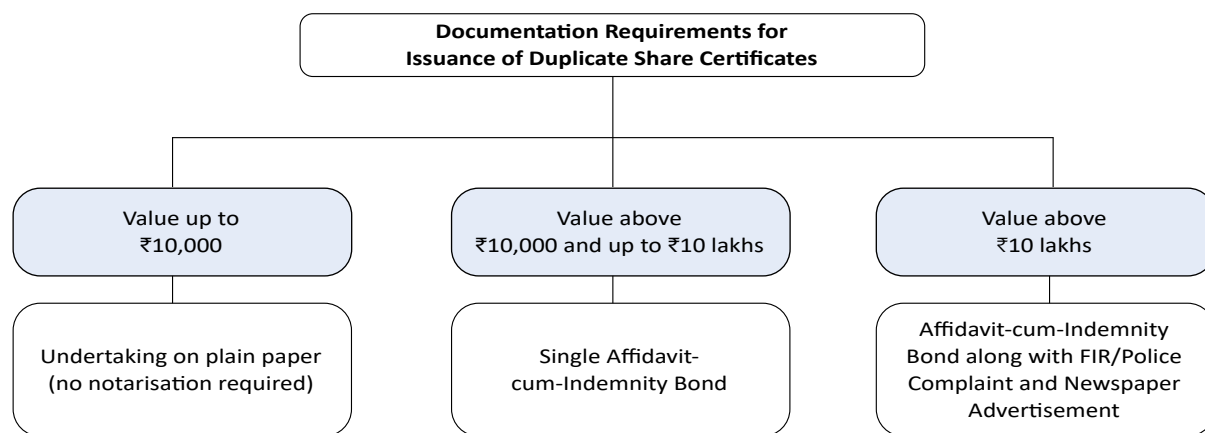 Documentation Requirements for
Issuance of Duplicate Share Certificates
Value up to
₹10,000
Value above
₹10,000 and up to ₹10 lakhs
Value above
₹10 lakhs
Undertaking on plain paper
(no notarisation required)
Single Affidavit-
cum-Indemnity Bond
Affidavit-cum-Indemnity
Bond along with FIR/Police
Complaint and Newspaper
Advertisement